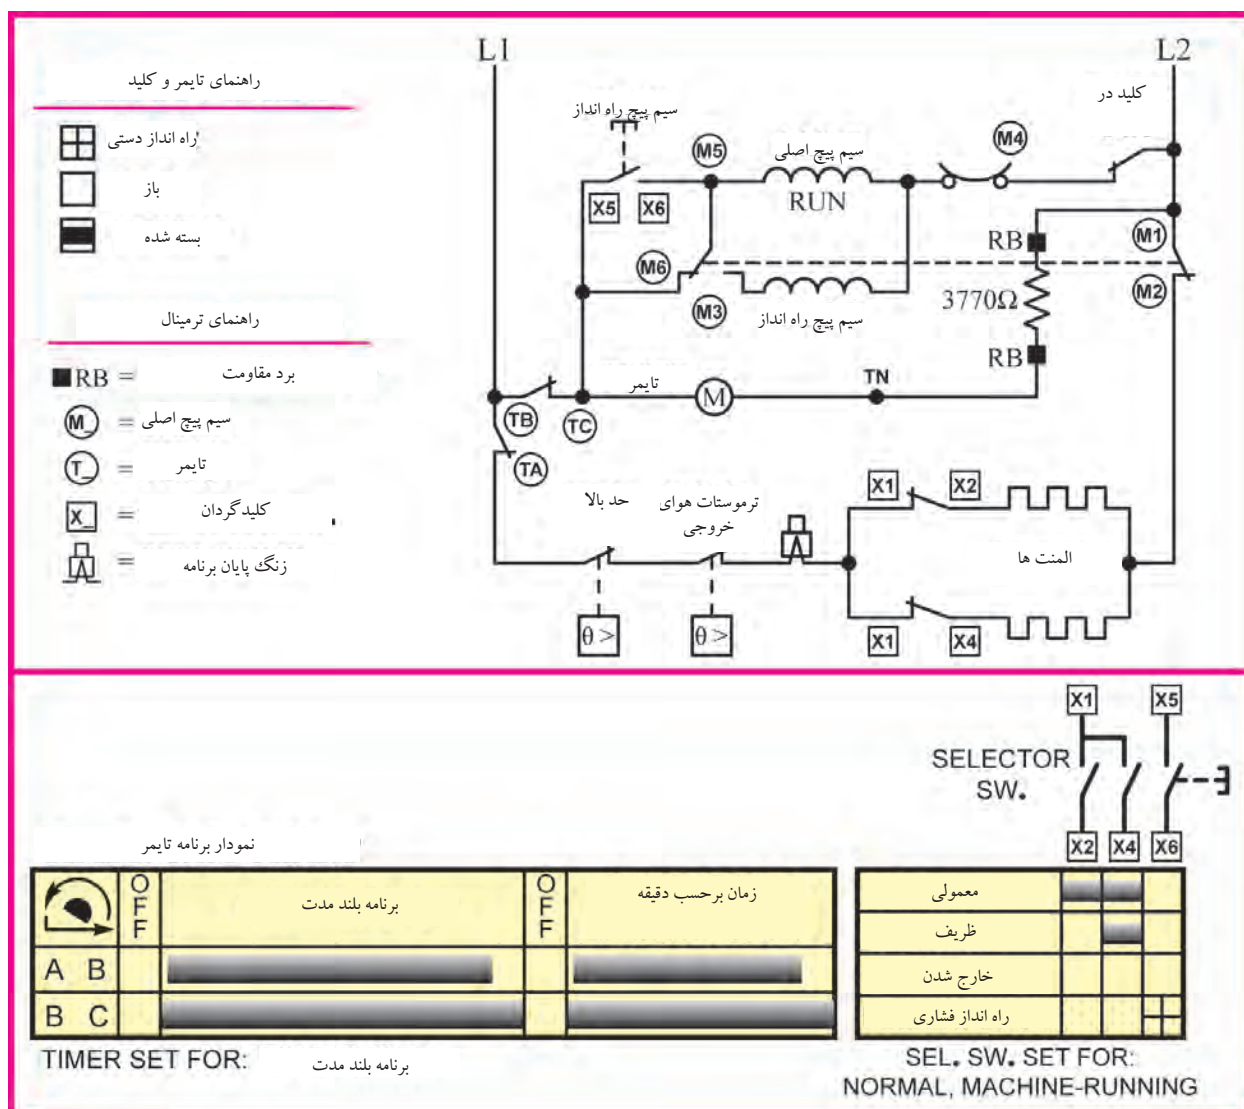 L1
L2
راهنمای تایمر و کلید
راه انداز دستی
باز
بسته شده
راهنمای ترمینال
RB =
برد مقاومت
M_ =
سیم پیچ اصلی
T_ =
تایمر
X_ =
کلیدگردان
=
زنگ پایان برنامه
کلید در
سیم پیچ راه انداز
M5
سیم پیچی اصلی
M4
X5
X6
RUN
M6
M3
سیم پیچ راه انداز
RB
M1
3770Ω
M2
RB
TB
TC
تایمر
M
TN
TA
حد بالا
ترموستات هوای
خروجی
X1
X2
المنت ها
θ >
θ >
X1
X4
X1
X5
SELECTOR
SW.
X2
X4
X6
نمودار برنامه تایمر
OFF
برنامه بلند مدت
OFF
زمان برحسب دقیقه
A B
B C
TIMER SET FOR:
برنامه بلند مدت
معمولی
ظریف
خارج شدن
راه انداز فشاری
SEL. SW. SET FOR:
NORMAL, MACHINE-RUNNING